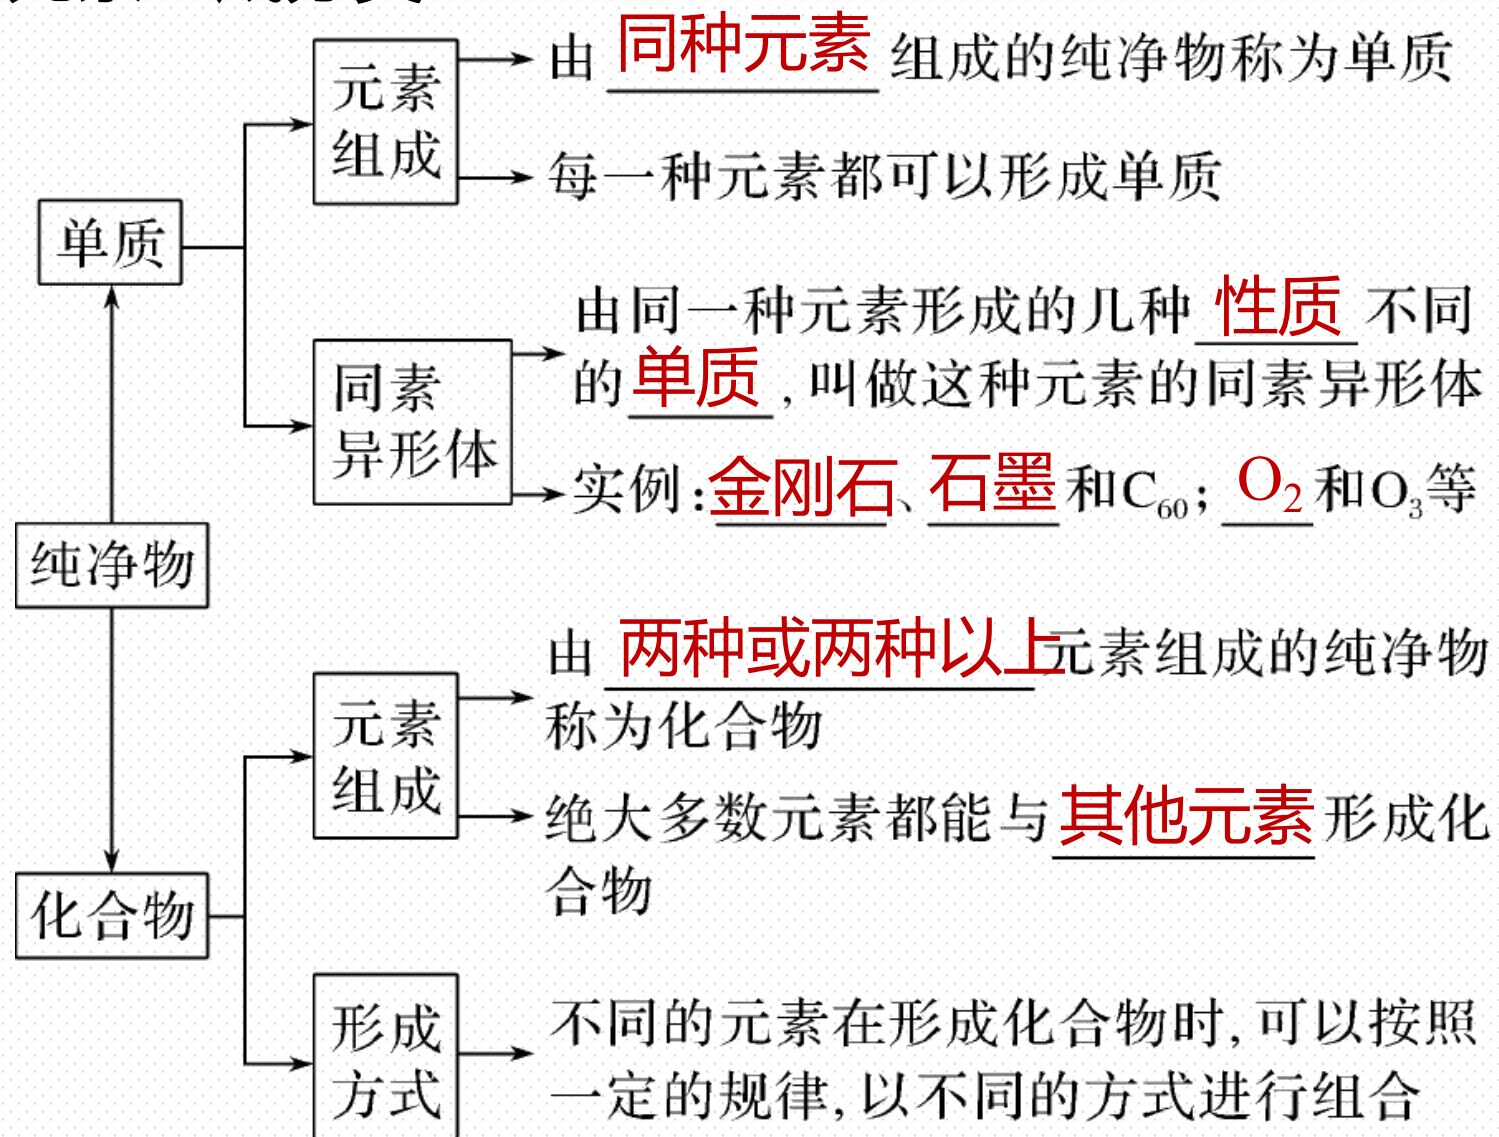 元素
组成
由 同种元素 组成的纯净物称为单质
每一种元素都可以形成单质
单质
同素
异形体
由同一种元素形成的几种 性质 不同
的 单质 ,叫做这种元素的同素异形体
实例:金刚石、石墨和C₆₀; O₂和O₃等
纯净物
元素
组成
由 两种或两种以上元素组成的纯净物
称为化合物
绝大多数元素都能与其他元素形成化
合物
化合物
形成
方式
不同的元素在形成化合物时,可以按照
一定的规律,以不同的方式进行组合